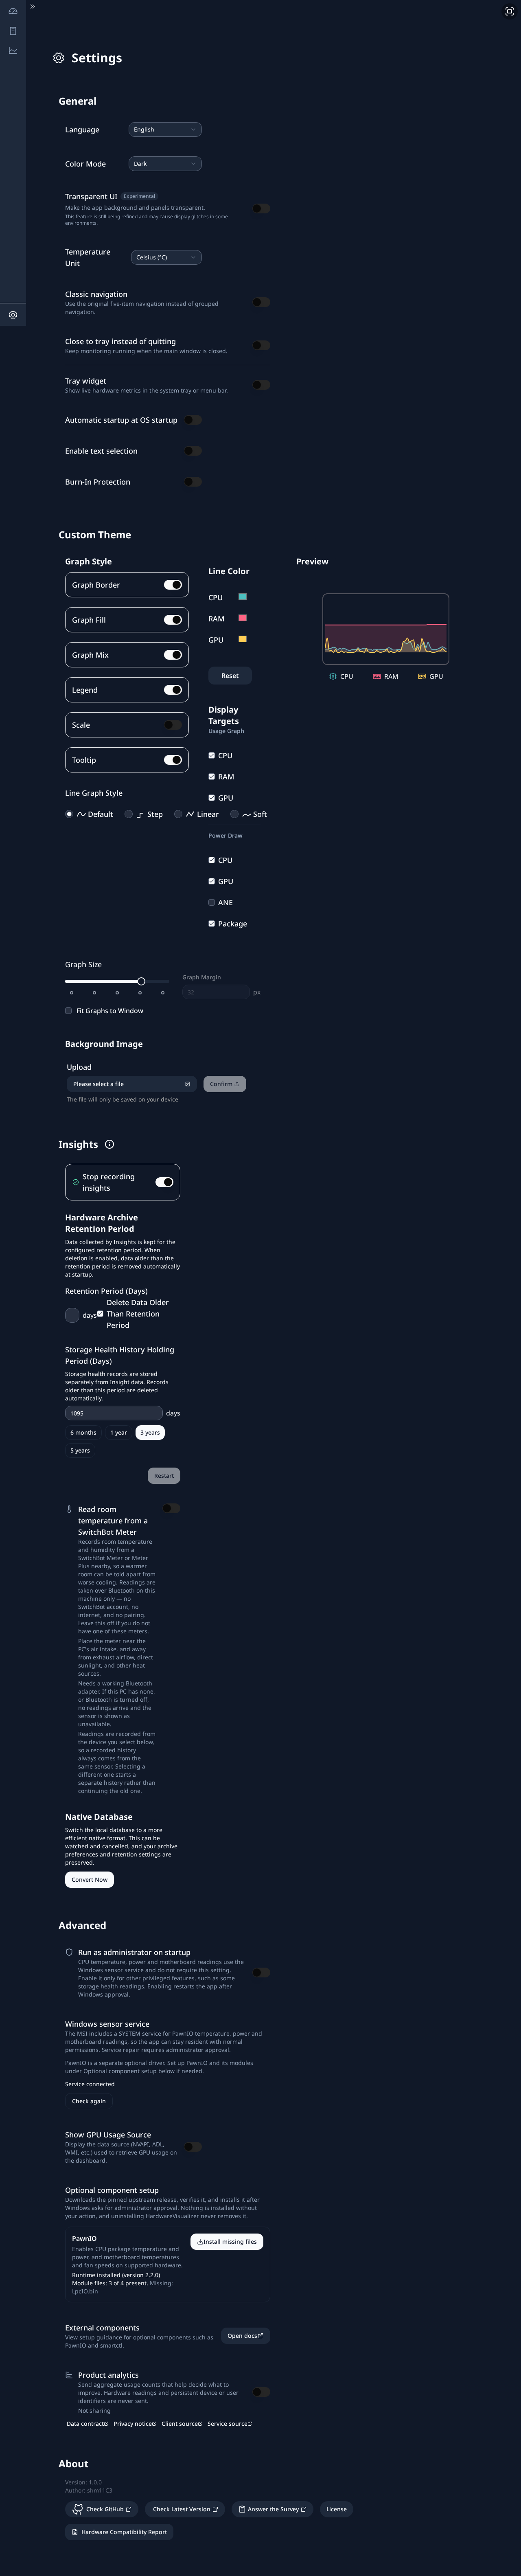 Settings
General
Language
English
Color Mode
Dark
Transparent UI Experimental
Make the app background and panels transparent.
This feature is still being refined and may cause display glitches in some
environments.
Temperature
Unit
Celsius (°C)
Classic navigation
Use the original five-item navigation instead of grouped
navigation.
Close to tray instead of quitting
Keep monitoring running when the main window is closed.
Tray widget
Show live hardware metrics in the system tray or menu bar.
Automatic startup at OS startup
Enable text selection
Burn-In Protection
Custom Theme
Graph Style
Graph Border
Graph Fill
Graph Mix
Legend
Scale
Tooltip
Line Graph Style
Default
Step
Linear
Soft
Line Color
CPU
RAM
GPU
Reset
Display
Targets
Usage Graph
CPU
RAM
GPU
Power Draw
CPU
GPU
ANE
Package
Preview
CPU
RAM
GPU
Graph Size
Graph Margin
32
px
Fit Graphs to Window
Background Image
Upload
Please select a file
Confirm
The file will only be saved on your device
Insights
Stop recording
insights
Hardware Archive
Retention Period
Data collected by Insights is kept for the
configured retention period. When
deletion is enabled, data older than the
retention period is removed automatically
at startup.
Retention Period (Days)
days
Delete Data Older
Than Retention
Period
Storage Health History Holding
Period (Days)
Storage health records are stored
separately from Insight data. Records
older than this period are deleted
automatically.
1095
days
6 months
1 year
3 years
5 years
Restart
Read room
temperature from a
SwitchBot Meter
Records room temperature
and humidity from a
SwitchBot Meter or Meter
Plus nearby, so a warmer
room can be told apart from
worse cooling. Readings are
taken over Bluetooth on this
machine only — no
SwitchBot account, no
internet, and no pairing.
Leave this off if you do not
have one of these meters.
Place the meter near the
PC's air intake, and away
from exhaust airflow, direct
sunlight, and other heat
sources.
Needs a working Bluetooth
adapter. If this PC has none,
or Bluetooth is turned off,
no readings arrive and the
sensor is shown as
unavailable.
Readings are recorded from
the device you select below,
so a recorded history
always comes from the
same sensor. Selecting a
different one starts a
separate history rather than
continuing the old one.
Native Database
Switch the local database to a more
efficient native format. This can be
watched and cancelled, and your archive
preferences and retention settings are
preserved.
Convert Now
Advanced
Run as administrator on startup
CPU temperature, power and motherboard readings use the
Windows sensor service and do not require this setting.
Enable it only for other privileged features, such as some
storage health readings. Enabling restarts the app after
Windows approval.
Windows sensor service
The MSI includes a SYSTEM service for PawnIO temperature, power and
motherboard readings, so the app can stay resident with normal
permissions. Service repair requires administrator approval.
PawnIO is a separate optional driver. Set up PawnIO and its modules
under Optional component setup below if needed.
Service connected
Check again
Show GPU Usage Source
Display the data source (NVAPI, ADL,
WMI, etc.) used to retrieve GPU usage on
the dashboard.
Optional component setup
Downloads the pinned upstream release, verifies it, and installs it after
Windows asks for administrator approval. Nothing is installed without
your action, and uninstalling HardwareVisualizer never removes it.
PawnIO
Enables CPU package temperature and
power, and motherboard temperatures
and fan speeds on supported hardware.
Runtime installed (version 2.2.0)
Module files: 3 of 4 present. Missing:
LpcIO.bin
Install missing files
External components
View setup guidance for optional components such as
PawnIO and smartctl.
Open docs
Product analytics
Send aggregate usage counts that help decide what to
improve. Hardware readings and persistent device or user
identifiers are never sent.
Not sharing
Data contract
Privacy notice
Client source
Service source
About
Version: 1.0.0
Author: shm11C3
Check GitHub
Check Latest Version
Answer the Survey
License
Hardware Compatibility Report